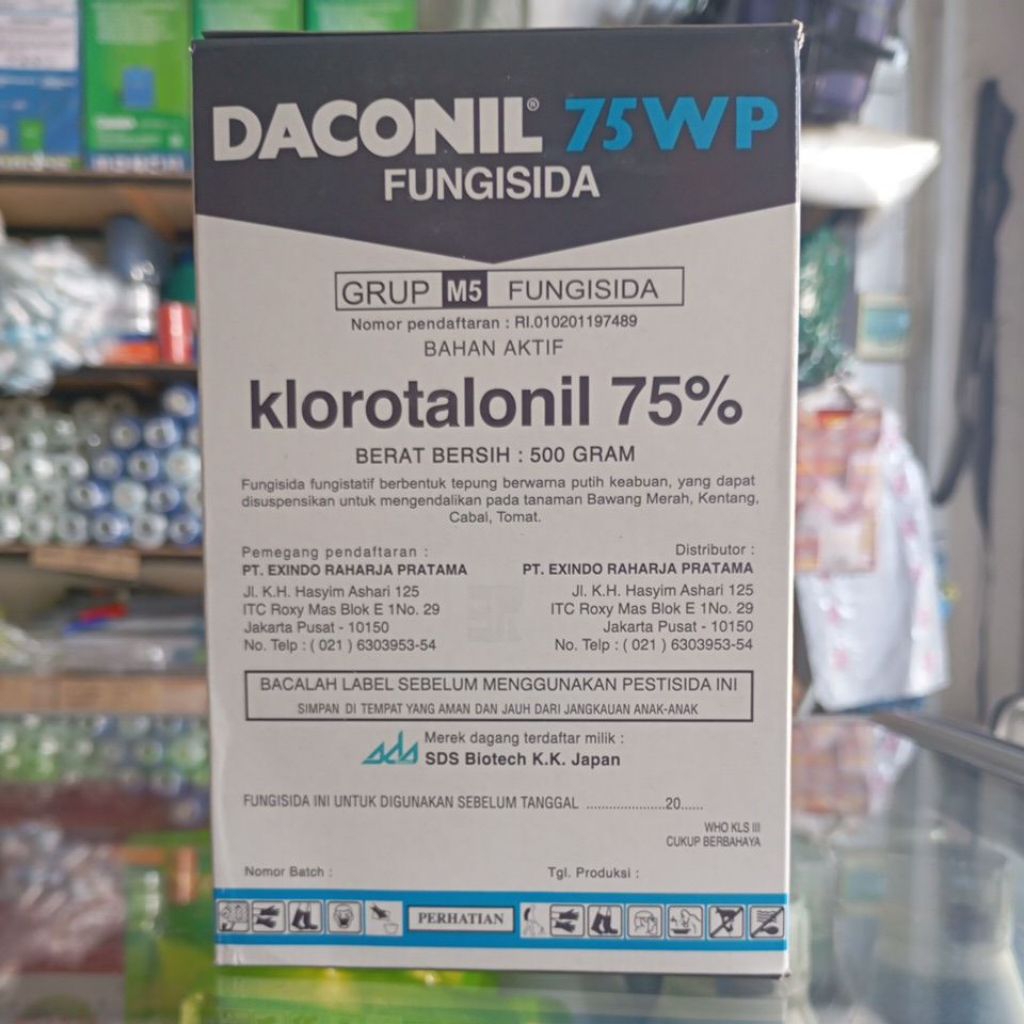 DACONIL® 75WP
FUNGISIDA
GRUP M5 FUNGISIDA
Nomor pendaftaran : RI.010201197489
BAHAN AKTIF
klorotalonil 75%
BERAT BERSIH : 500 GRAM
Fungisida fungistatif berbentuk tepung berwarna putih keabuan, yang dapat
disuspensikan untuk mengendalikan pada tanaman Bawang Merah, Kentang,
Cabai, Tomat.
Pemegang pendaftaran :
PT. EXINDO RAHARJA PRATAMA
Jl. K.H. Hasyim Ashari 125
ITC Roxy Mas Blok E 1No. 29
Jakarta Pusat - 10150
No. Telp : ( 021 ) 6303953-54
Distributor :
PT. EXINDO RAHARJA PRATAMA
Jl. K.H. Hasyim Ashari 125
ITC Roxy Mas Blok E 1No. 29
Jakarta Pusat - 10150
No. Telp : ( 021 ) 6303953-54
BACALAH LABEL SEBELUM MENGGUNAKAN PESTISIDA INI
SIMPAN DI TEMPAT YANG AMAN DAN JAUH DARI JANGKAUAN ANAK-ANAK
sds
Merek dagang terdaftar milik :
SDS Biotech K.K. Japan
FUNGISIDA INI UNTUK DIGUNAKAN SEBELUM TANGGAL .....................20......
WHO KLS III
CUKUP BERBAHAYA
Nomor Batch :
Tgl. Produksi :
PERHATIAN